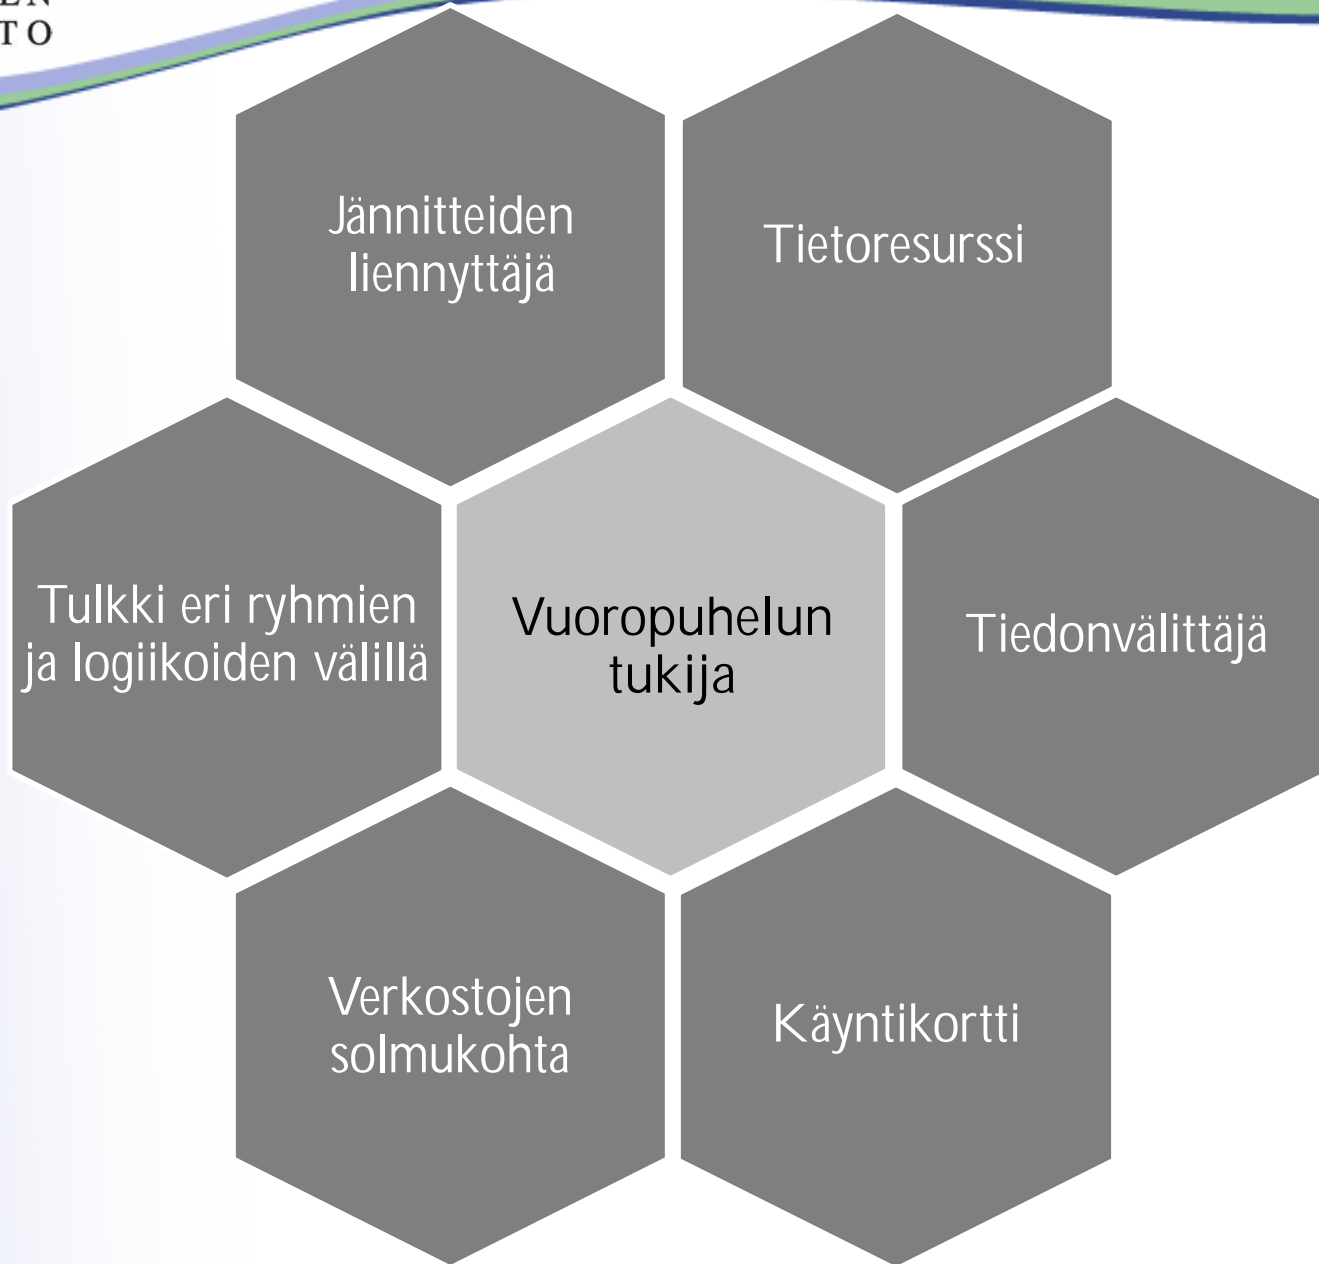 T O
Jännitteiden
liennyttäjä
Tietoresurssi
Tulkki eri ryhmien
ja logiikoiden välillä
Vuoropuhelun
tukija
Tiedonvälittäjä
Verkostojen
solmukohta
Käyntikortti